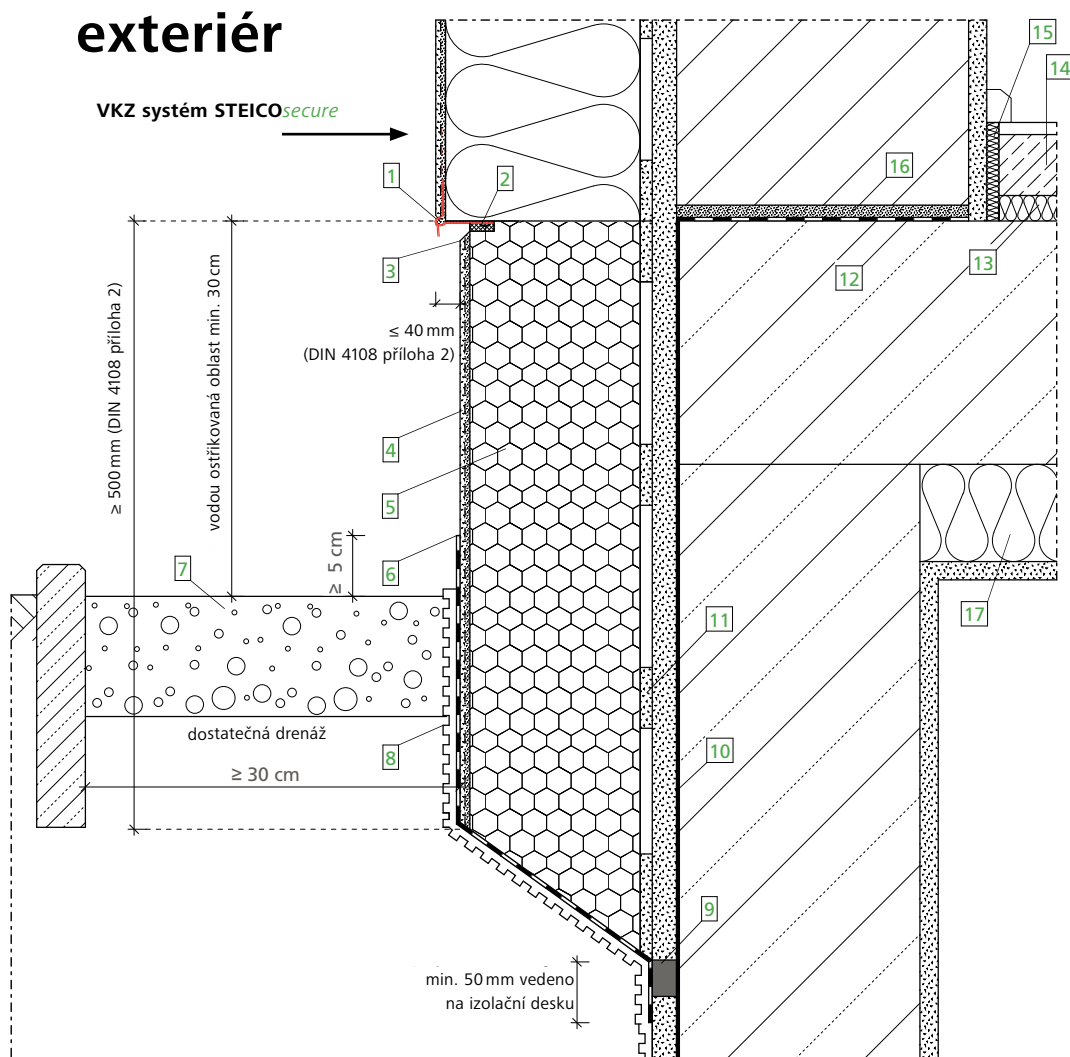 exteriér
VKZ systém STEICOsecure
15
14
1
2
16
3
12
13
≤ 40 mm
(DIN 4108 příloha 2)
≥ 500 mm (DIN 4108 příloha 2)
vodou ostřikovaná oblast min. 30 cm
4
5
≥ 5 cm
6
7
17
11
dostatečná drenáž
8
10
≥ 30 cm
9
min. 50 mm vedeno
na izolační desku